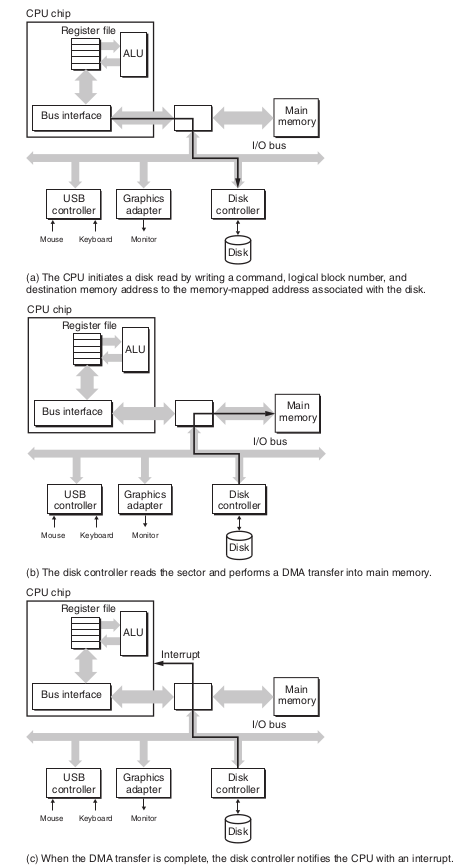 CPU chip
Register file
ALU
Bus interface
Main
memory
I/O bus
USB
controller
Graphics
adapter
Disk
controller
Mouse
Keyboard
Monitor
Disk
(a) The CPU initiates a disk read by writing a command, logical block number, and
destination memory address to the memory-mapped address associated with the disk.
CPU chip
Register file
ALU
Bus interface
Main
memory
I/O bus
USB
controller
Graphics
adapter
Disk
controller
Mouse
Keyboard
Monitor
Disk
(b) The disk controller reads the sector and performs a DMA transfer into main memory.
CPU chip
Register file
ALU
Interrupt
Bus interface
Main
memory
I/O bus
USB
controller
Graphics
adapter
Disk
controller
Mouse
Keyboard
Monitor
Disk
(c) When the DMA transfer is complete, the disk controller notifies the CPU with an interrupt.